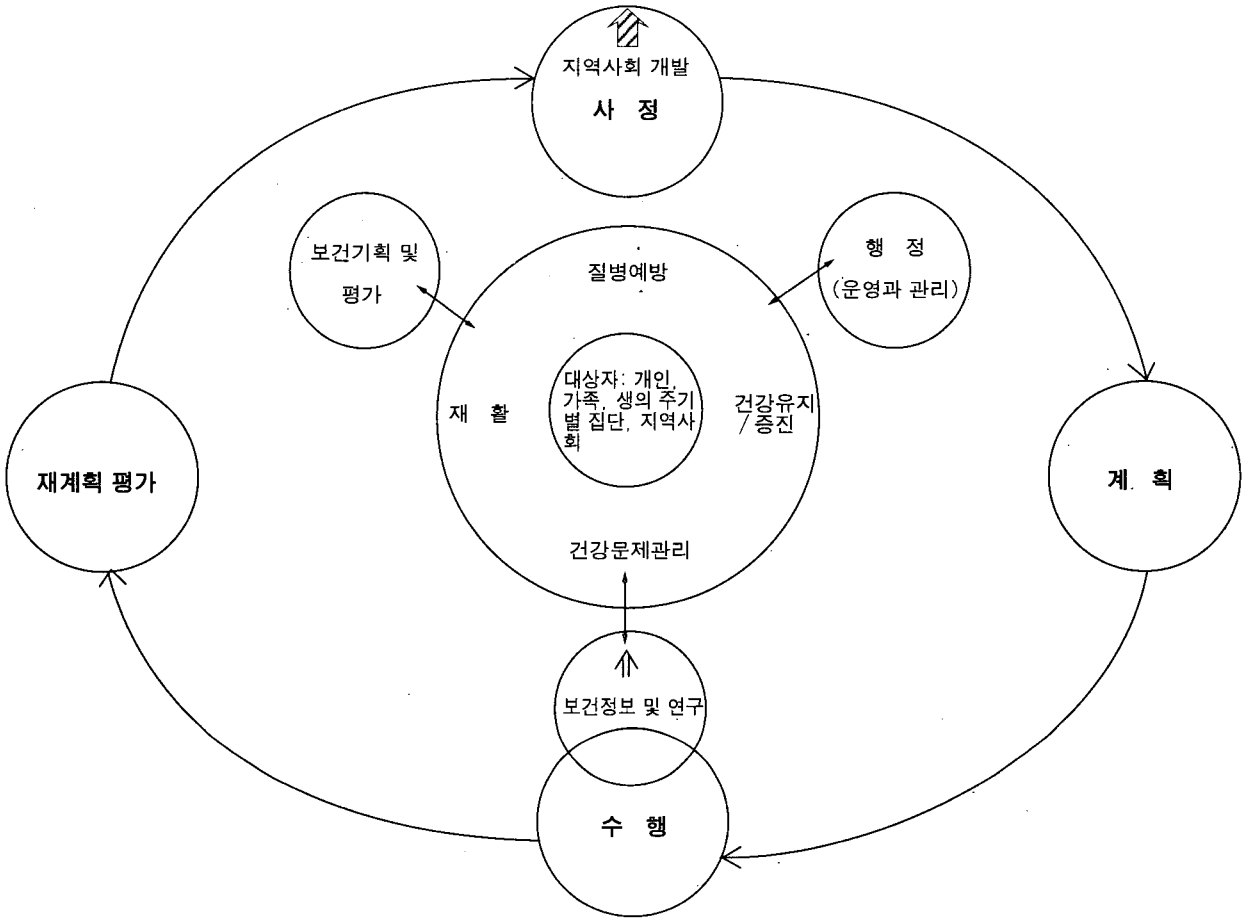 지역사회 개발
사 정
보건기획 및
평가
행 정
(운영과 관리)
질병예방
대상자: 개인,
가족, 생의 주기
별 집단, 지역사
회
재 활
건강유지
/증진
재계획 평가
계 획
건강문제관리
보건정보 및 연구
수 행